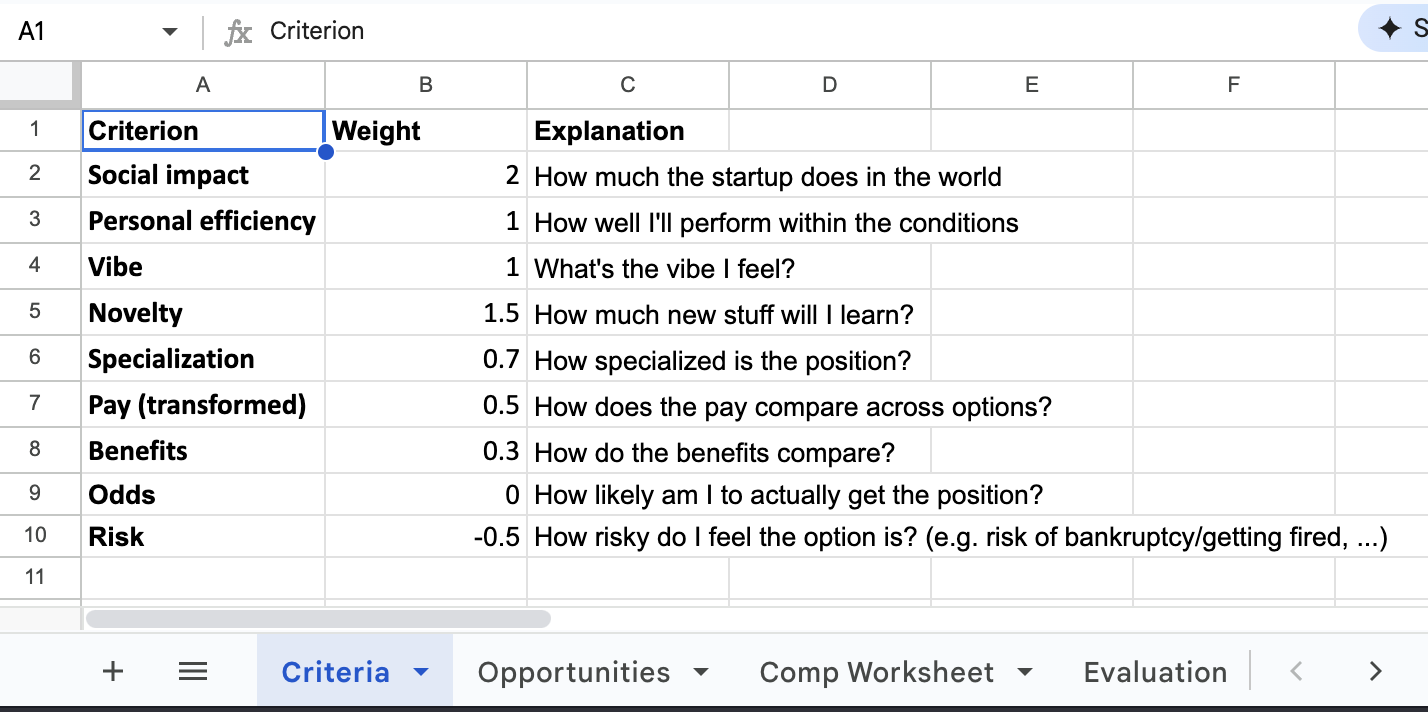 A1 fx Criterion S
A B C D E F
1 Criterion Weight Explanation
2 Social impact 2 How much the startup does in the world
3 Personal efficiency 1 How well I'll perform within the conditions
4 Vibe 1 What's the vibe I feel?
5 Novelty 1.5 How much new stuff will I learn?
6 Specialization 0.7 How specialized is the position?
7 Pay (transformed) 0.5 How does the pay compare across options?
8 Benefits 0.3 How do the benefits compare?
9 Odds 0 How likely am I to actually get the position?
10 Risk -0.5 How risky do I feel the option is? (e.g. risk of bankruptcy/getting fired, ...)
11
Criteria Opportunities Comp Worksheet Evaluation